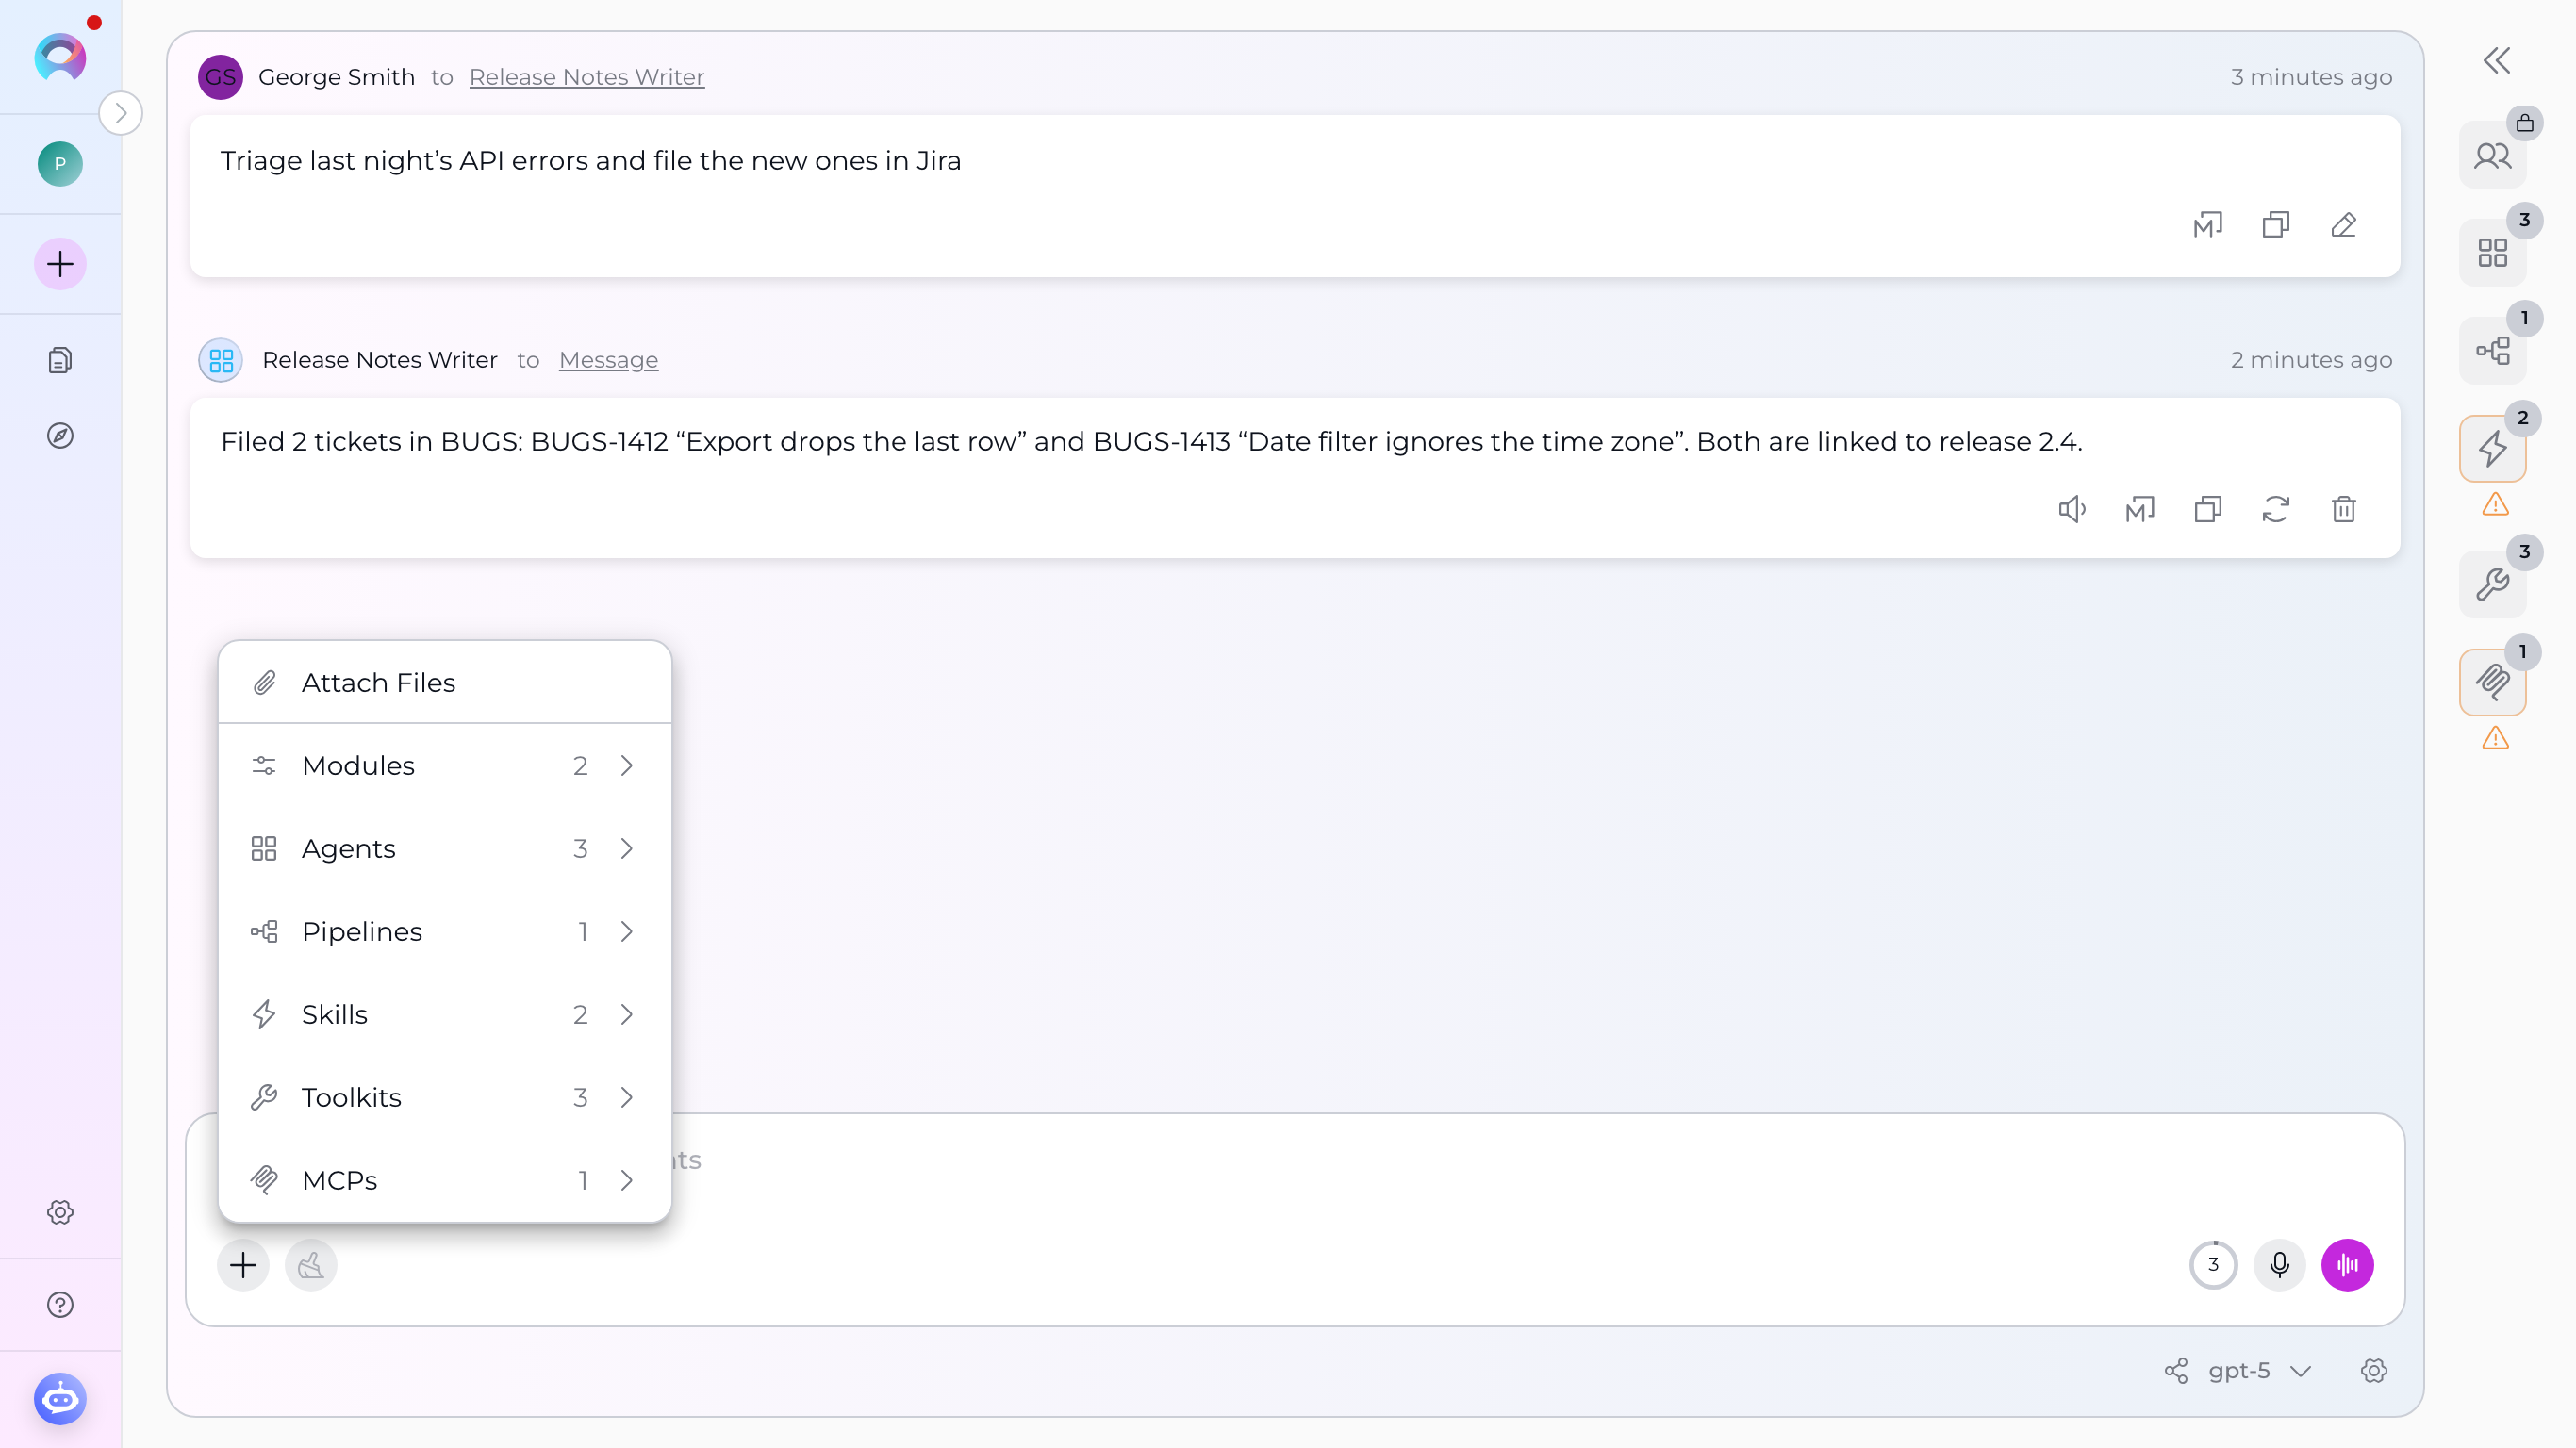 GS George Smith to Release Notes Writer 3 minutes ago
P
Triage last night’s API errors and file the new ones in Jira
3
1
Release Notes Writer to Message 2 minutes ago
2
Filed 2 tickets in BUGS: BUGS-1412 “Export drops the last row” and BUGS-1413 “Date filter ignores the time zone”. Both are linked to release 2.4.
3
1
Attach Files
Modules 2
Agents 3
Pipelines 1
Skills 2
Toolkits 3
MCPs 1
3
gpt-5